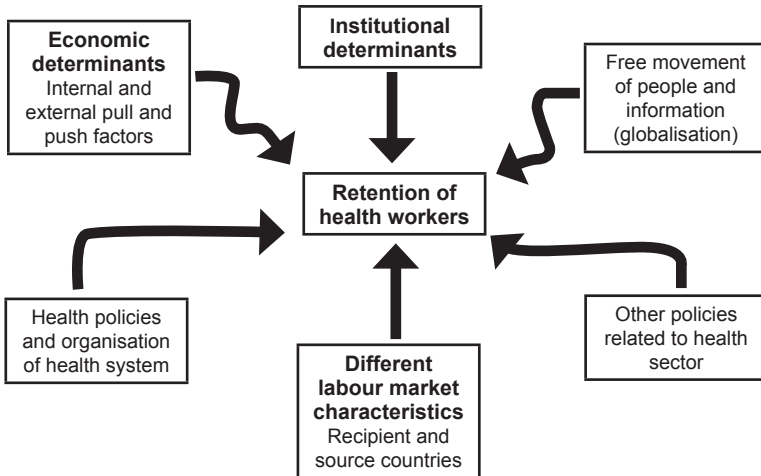 Economic
determinants
Internal and
external pull and
push factors
Institutional
determinants
Free movement
of people and
information
(globalisation)
Retention of
health workers
Health policies
and organisation
of health system
Different
labour market
characteristics
Recipient and
source countries
Other policies
related to health
sector